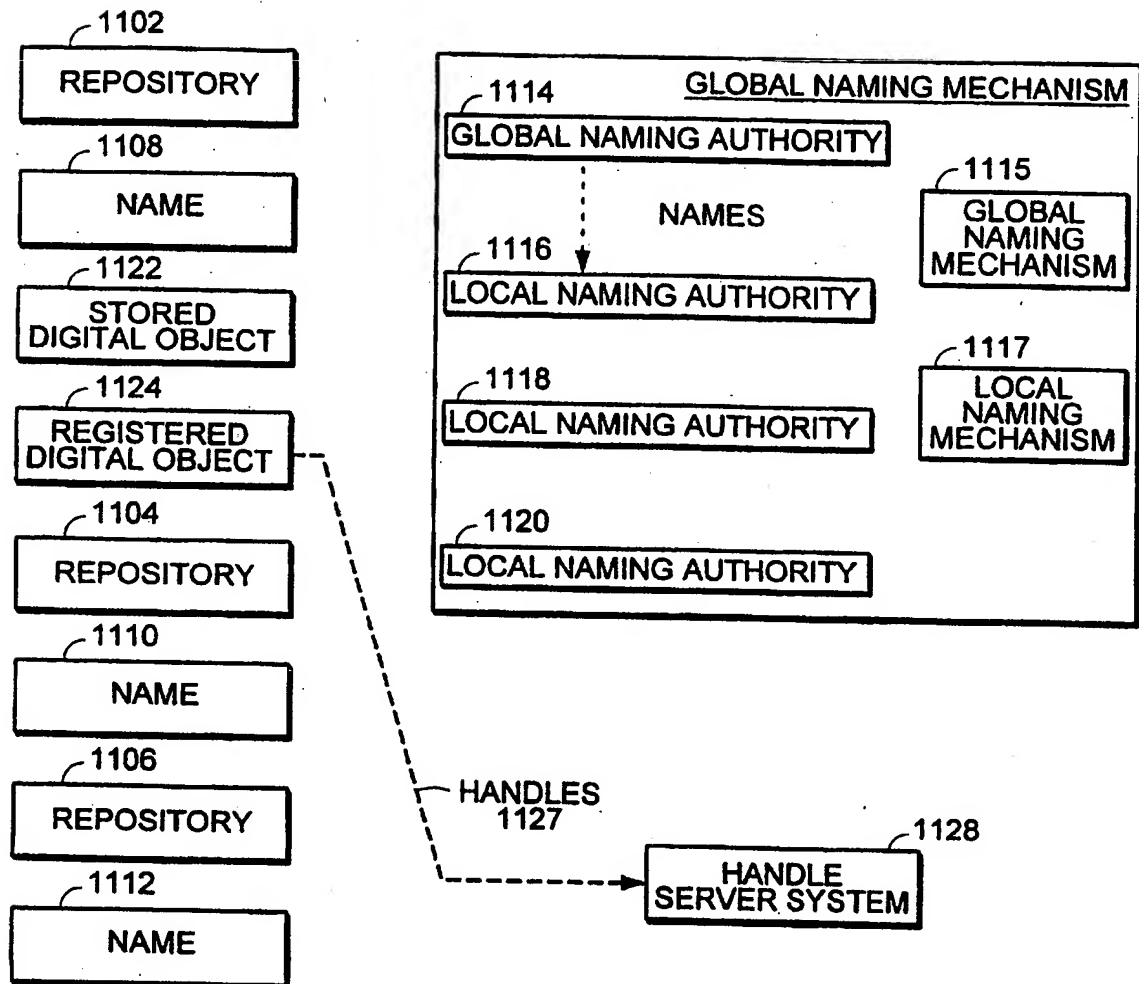 1102
REPOSITORY
1108
NAME
1122
STORED
DIGITAL OBJECT
1124
REGISTERED
DIGITAL OBJECT
1104
REPOSITORY
1110
NAME
1106
REPOSITORY
1112
NAME
GLOBAL NAMING MECHANISM
1114
GLOBAL NAMING AUTHORITY
NAMES
1116
LOCAL NAMING AUTHORITY
1118
LOCAL NAMING AUTHORITY
1120
LOCAL NAMING AUTHORITY
1115
GLOBAL
NAMING
MECHANISM
1117
LOCAL
NAMING
MECHANISM
HANDLES
1127
1128
HANDLE
SERVER SYSTEM